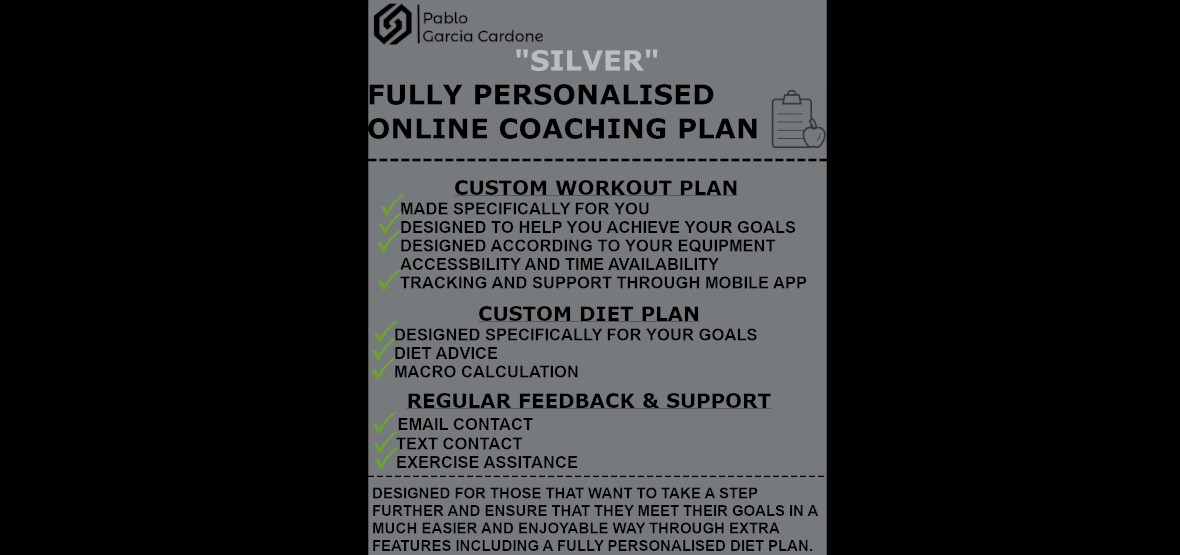 Pablo
Garcia Cardone
"SILVER"
FULLY PERSONALISED
ONLINE COACHING PLAN
CUSTOM WORKOUT PLAN
MADE SPECIFICALLY FOR YOU
DESIGNED TO HELP YOU ACHIEVE YOUR GOALS
DESIGNED ACCORDING TO YOUR EQUIPMENT
ACCESSBILITY AND TIME AVAILABILITY
TRACKING AND SUPPORT THROUGH MOBILE APP
CUSTOM DIET PLAN
DESIGNED SPECIFICALLY FOR YOUR GOALS
DIET ADVICE
MACRO CALCULATION
REGULAR FEEDBACK & SUPPORT
EMAIL CONTACT
TEXT CONTACT
EXERCISE ASSITANCE
DESIGNED FOR THOSE THAT WANT TO TAKE A STEP
FURTHER AND ENSURE THAT THEY MEET THEIR GOALS IN A
MUCH EASIER AND ENJOYABLE WAY THROUGH EXTRA
FEATURES INCLUDING A FULLY PERSONALISED DIET PLAN.